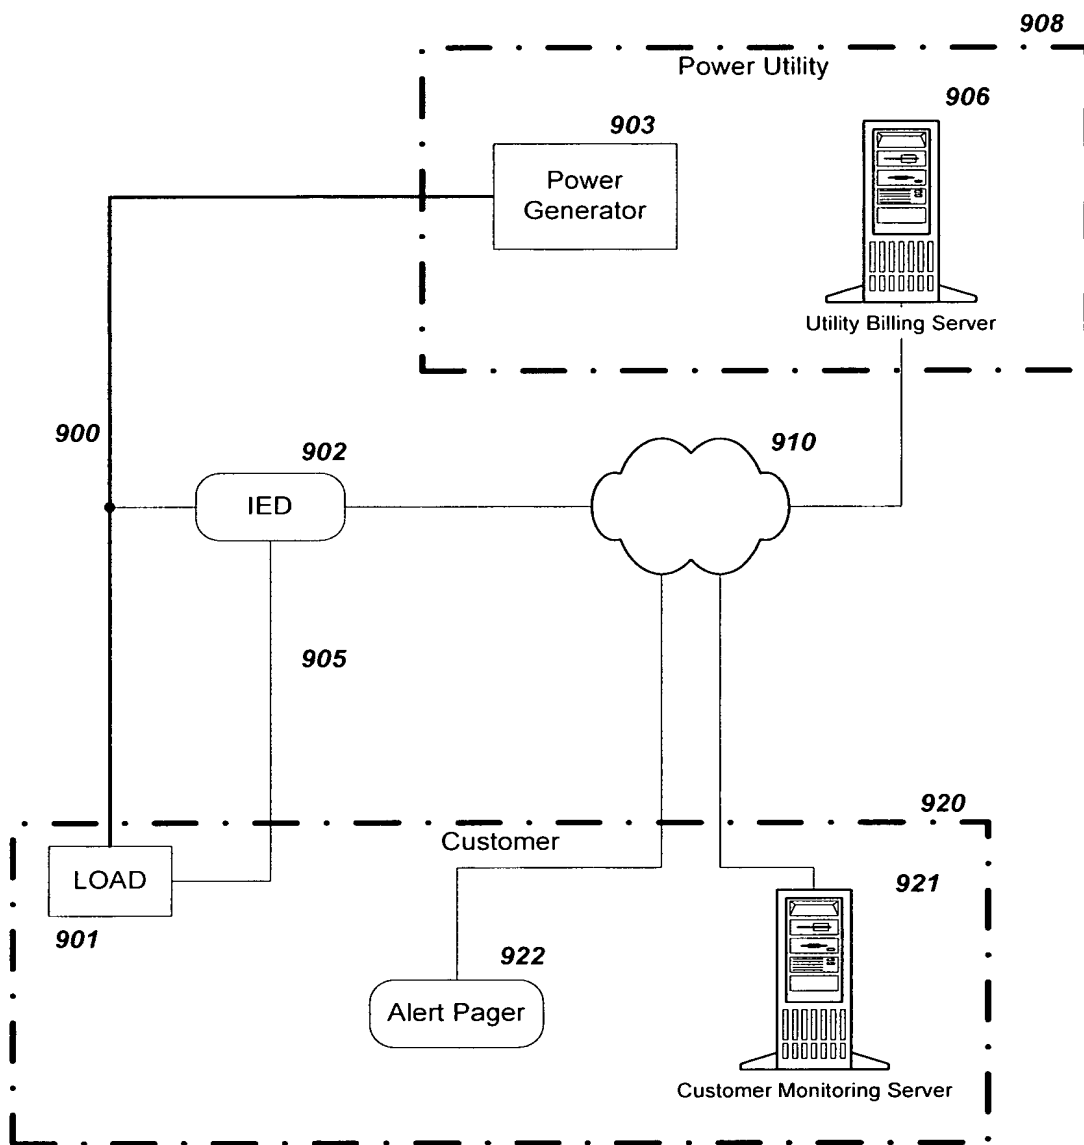 908
Power Utility
906
903
Power
Generator
Utility Billing Server
900
902
910
IED
905
920
Customer
LOAD
921
901
922
Alert Pager
Customer Monitoring Server